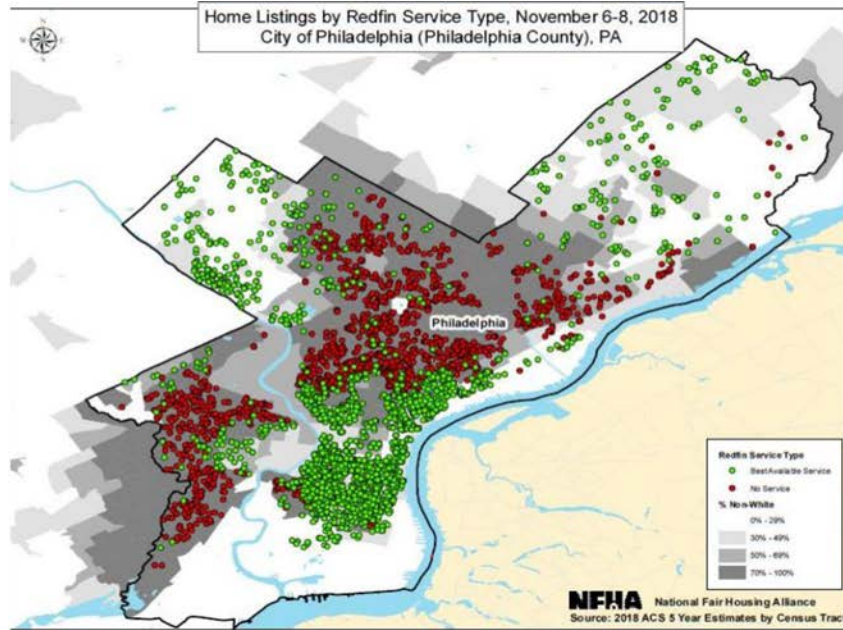 Home Listings by Redfin Service Type, November 6-8, 2018
City of Philadelphia (Philadelphia County), PA
N
W
E
S
Philadelphia
Redfin Service Type
Best Available Service
No Service
% Non-White
0% - 29%
30% - 49%
50% - 69%
70% - 100%
NFHA National Fair Housing Alliance
Source: 2018 ACS 5 Year Estimates by Census Tract